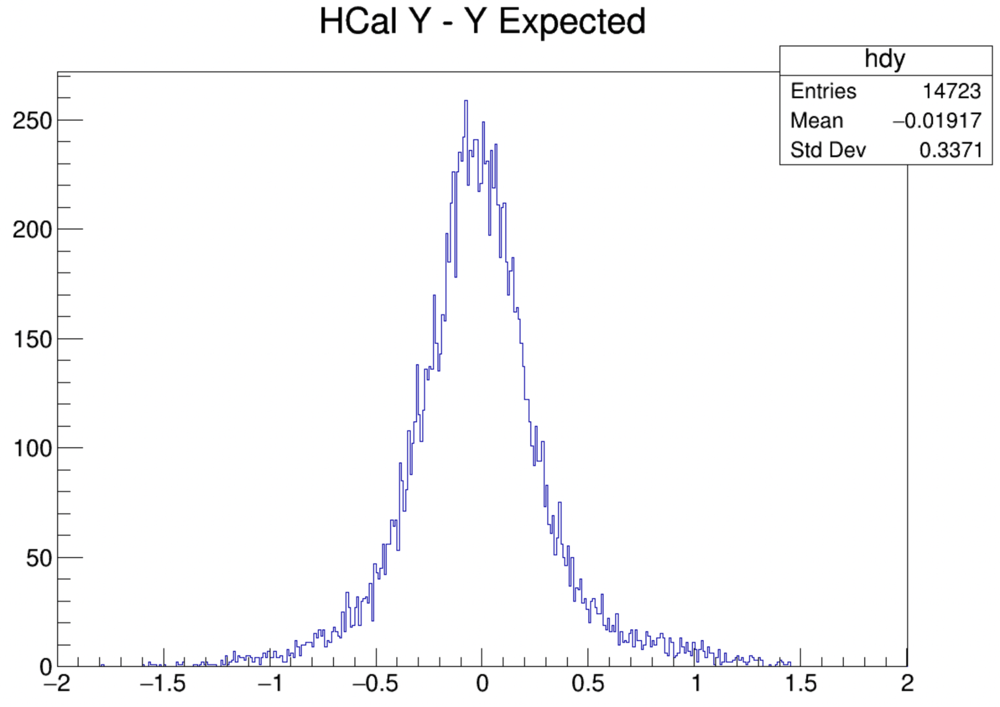 HCal Y - Y Expected
hdy
Entries 14723
Mean −0.01917
Std Dev 0.3371
250
200
150
100
50
0
−2 −1.5 −1 −0.5 0 0.5 1 1.5 2